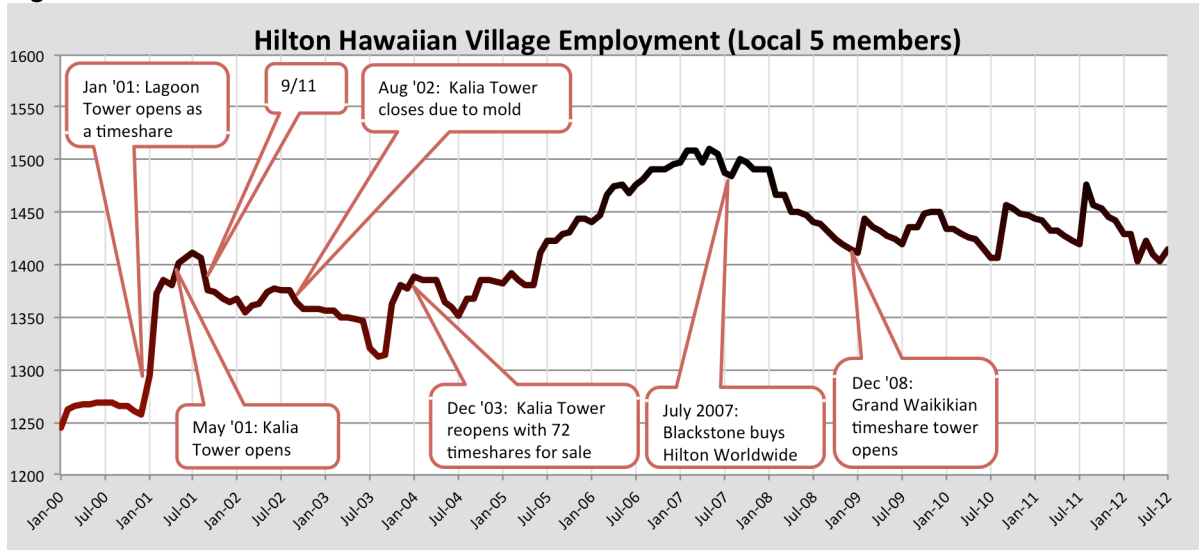 Hilton Hawaiian Village Employment (Local 5 members)
1600
1550
1500
1450
1400
1350
1300
1250
1200
Jan '01: Lagoon
Tower opens as
a timeshare
9/11
Aug '02: Kalia Tower
closes due to mold
May '01: Kalia
Tower opens
Dec '03: Kalia Tower
reopens with 72
timeshares for sale
July 2007:
Blackstone buys
Hilton Worldwide
Dec '08:
Grand Waikikian
timeshare tower
opens
Jan-00
Jul-00
Jan-01
Jul-01
Jan-02
Jul-02
Jan-03
Jul-03
Jan-04
Jul-04
Jan-05
Jul-05
Jan-06
Jul-06
Jan-07
Jul-07
Jan-08
Jul-08
Jan-09
Jul-09
Jan-10
Jul-10
Jan-11
Jul-11
Jan-12
Jul-12